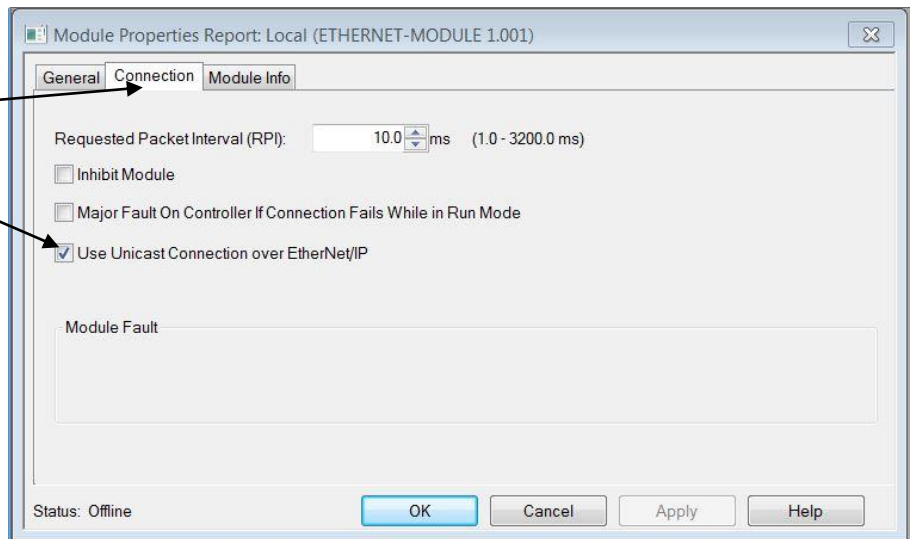 Module Properties Report: Local (ETHERNET-MODULE 1.001)
General Connection Module Info
Requested Packet Interval (RPI): 10.0 ms (1.0 - 3200.0 ms)
Inhibit Module
Major Fault On Controller If Connection Fails While in Run Mode
Use Unicast Connection over EtherNet/IP
Module Fault
Status: Offline OK Cancel Apply Help